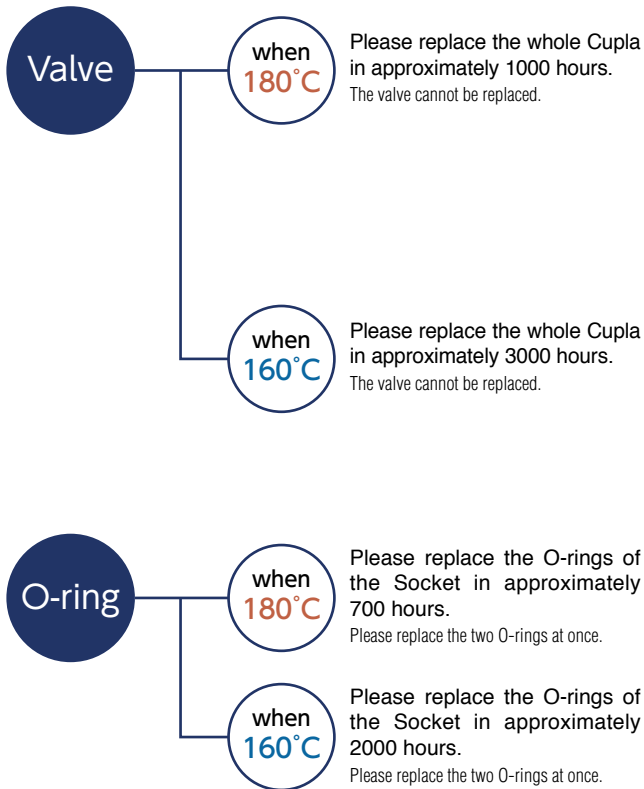 Valve
when
180°C
Please replace the whole Cupla
in approximately 1000 hours.
The valve cannot be replaced.
when
160°C
Please replace the whole Cupla
in approximately 3000 hours.
The valve cannot be replaced.
O-ring
when
180°C
Please replace the O-rings of
the Socket in approximately
700 hours.
Please replace the two O-rings at once.
when
160°C
Please replace the O-rings of
the Socket in approximately
2000 hours.
Please replace the two O-rings at once.